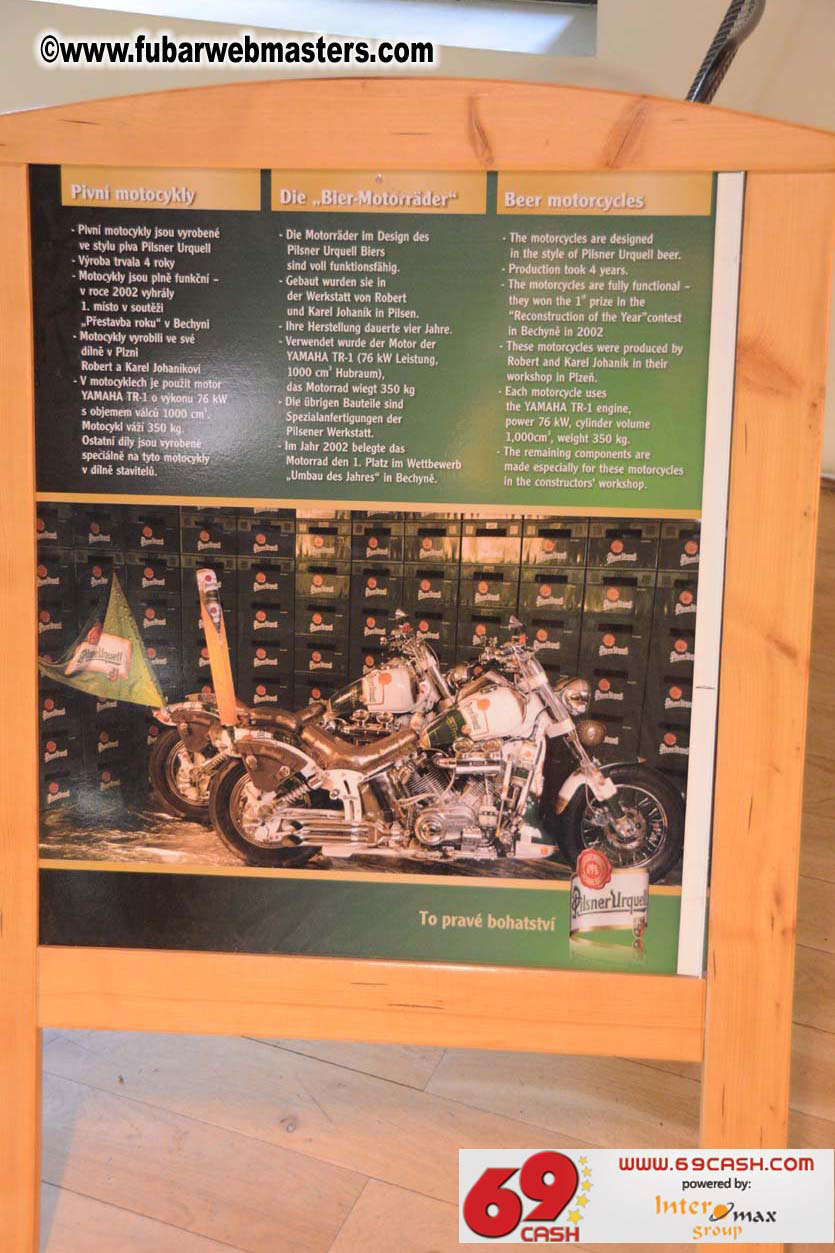 ©www.fubarwebmasters.com
Pivní motocykly
- Pivní motocykly jsou vyrobené
ve stylu piva Pilsner Urquell
- Výroba trvala 4 roky
- Motocykly jsou plně funkční –
v roce 2002 vyhrály
1. místo v soutěži
„Přestavba roku“ v Bechyni
- Motocykly vyrobili ve své
dílně v Plzni
Robert a Karel Johaníkovi
- V motocyklech je použit motor
YAMAHA TR-1 o výkonu 76 kW
s objemem válců 1000 cm³.
Motocykl váží 350 kg.
Ostatní díly jsou vyrobené
speciálně na tyto motocykly
v dílně stavitelů.
Die „Bier-Motorräder“
- Die Motorräder im Design des
Pilsner Urquell Biers
sind voll funktionsfähig.
- Gebaut wurden sie in
der Werkstatt von Robert
und Karel Johaník in Pilsen.
- Ihre Herstellung dauerte vier Jahre.
- Verwendet wurde der Motor der
YAMAHA TR-1 (76 kW Leistung,
1000 cm³ Hubraum),
das Motorrad wiegt 350 kg
- Die übrigen Bauteile sind
Spezialanfertigungen der
Pilsener Werkstatt.
- Im Jahr 2002 belegte das
Motorrad den 1. Platz im Wettbewerb
„Umbau des Jahres“ in Bechyně.
Beer motorcycles
- The motorcycles are designed
in the style of Pilsner Urquell beer.
- Production took 4 years.
- The motorcycles are fully functional –
they won the 1st prize in the
"Reconstruction of the Year"contest
in Bechyně in 2002
- These motorcycles were produced by
Robert and Karel Johaník in their
workshop in Plzeň.
- Each motorcycle uses
the YAMAHA TR-1 engine,
power 76 kW, cylinder volume
1,000cm³, weight 350 kg.
- The remaining components are
made especially for these motorcycles
in the constructors' workshop.
Pilsner Urquell
To pravé bohatství
Pilsner Urquell
69
CASH
www.69cash.com
powered by:
Inter max
group